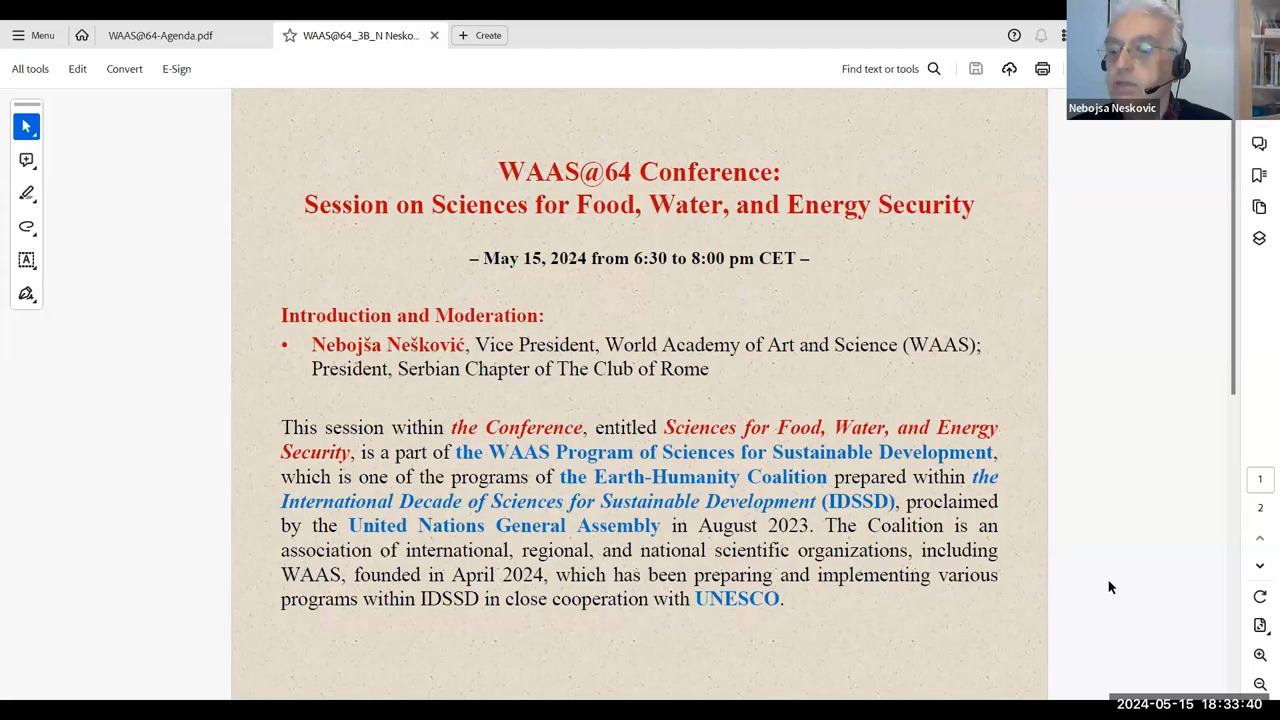 Menu
WAAS@64-Agenda.pdf
WAAS@64_3B_N Nesko...
Create
All tools
Edit
Convert
E-Sign
Find text or tools
Nebojsa Neskovic
WAAS@64 Conference:
Session on Sciences for Food, Water, and Energy Security
– May 15, 2024 from 6:30 to 8:00 pm CET –
Introduction and Moderation:
• Nebojša Nešković, Vice President, World Academy of Art and Science (WAAS);
President, Serbian Chapter of The Club of Rome
This session within the Conference, entitled Sciences for Food, Water, and Energy
Security, is a part of the WAAS Program of Sciences for Sustainable Development,
which is one of the programs of the Earth-Humanity Coalition prepared within the
International Decade of Sciences for Sustainable Development (IDSSD), proclaimed
by the United Nations General Assembly in August 2023. The Coalition is an
association of international, regional, and national scientific organizations, including
WAAS, founded in April 2024, which has been preparing and implementing various
programs within IDSSD in close cooperation with UNESCO.
1
2
2024-05-15 18:33:40